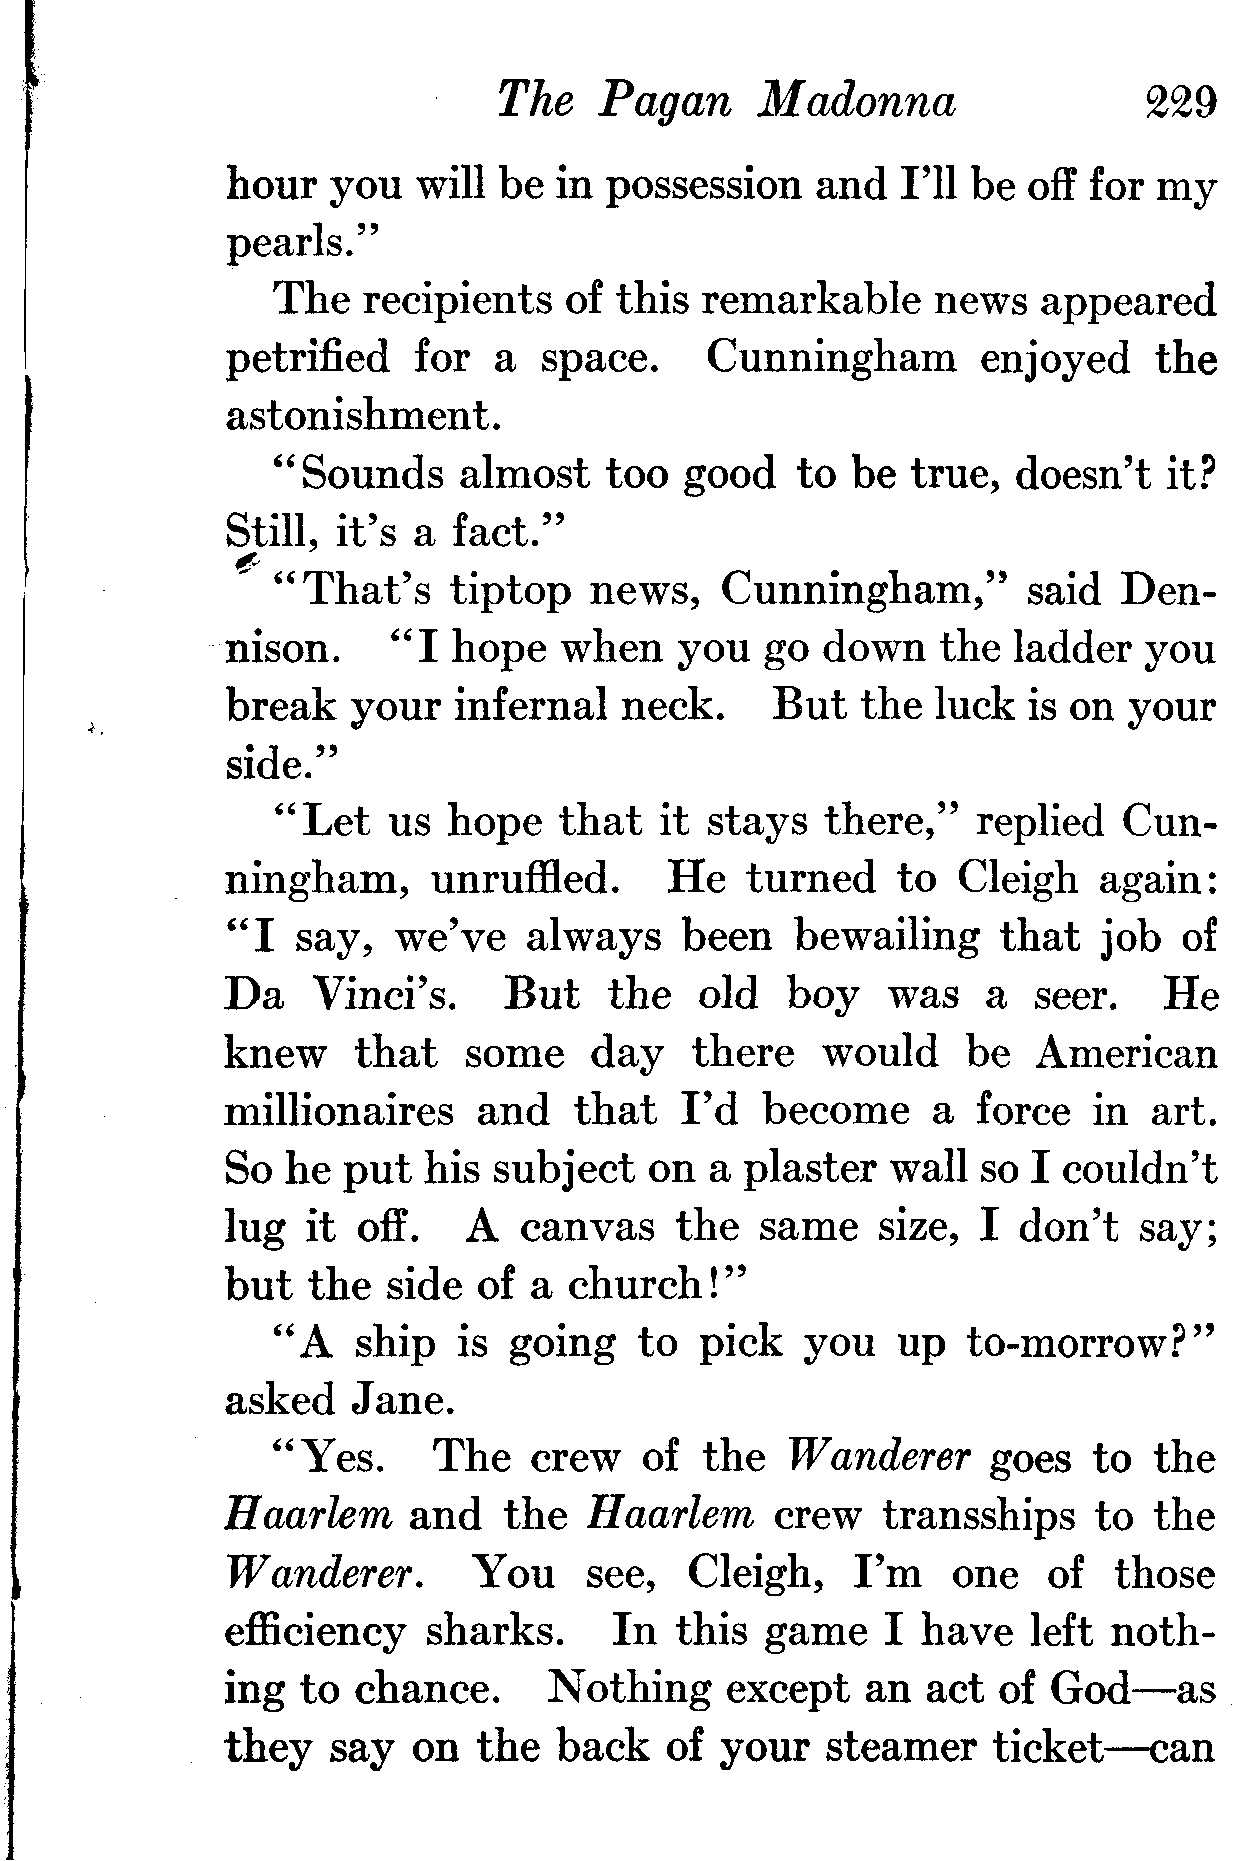 The Pagan Madonna 229
hour you will be in possession and I'll be off for my
pearls."
The recipients of this remarkable news appeared
petrified for a space. Cunningham enjoyed the
astonishment.
"Sounds almost too good to be true, doesn't it?
Still, it's a fact."
"That's tiptop news, Cunningham," said Den-
nison. "I hope when you go down the ladder you
break your infernal neck. But the luck is on your
side."
"Let us hope that it stays there," replied Cun-
ningham, unruffled. He turned to Cleigh again:
"I say, we've always been bewailing that job of
Da Vinci's. But the old boy was a seer. He
knew that some day there would be American
millionaires and that I'd become a force in art.
So he put his subject on a plaster wall so I couldn't
lug it off. A canvas the same size, I don't say;
but the side of a church!"
"A ship is going to pick you up to-morrow?"
asked Jane.
"Yes. The crew of the Wanderer goes to the
Haarlem and the Haarlem crew transships to the
Wanderer. You see, Cleigh, I'm one of those
efficiency sharks. In this game I have left noth-
ing to chance. Nothing except an act of God—as
they say on the back of your steamer ticket—can